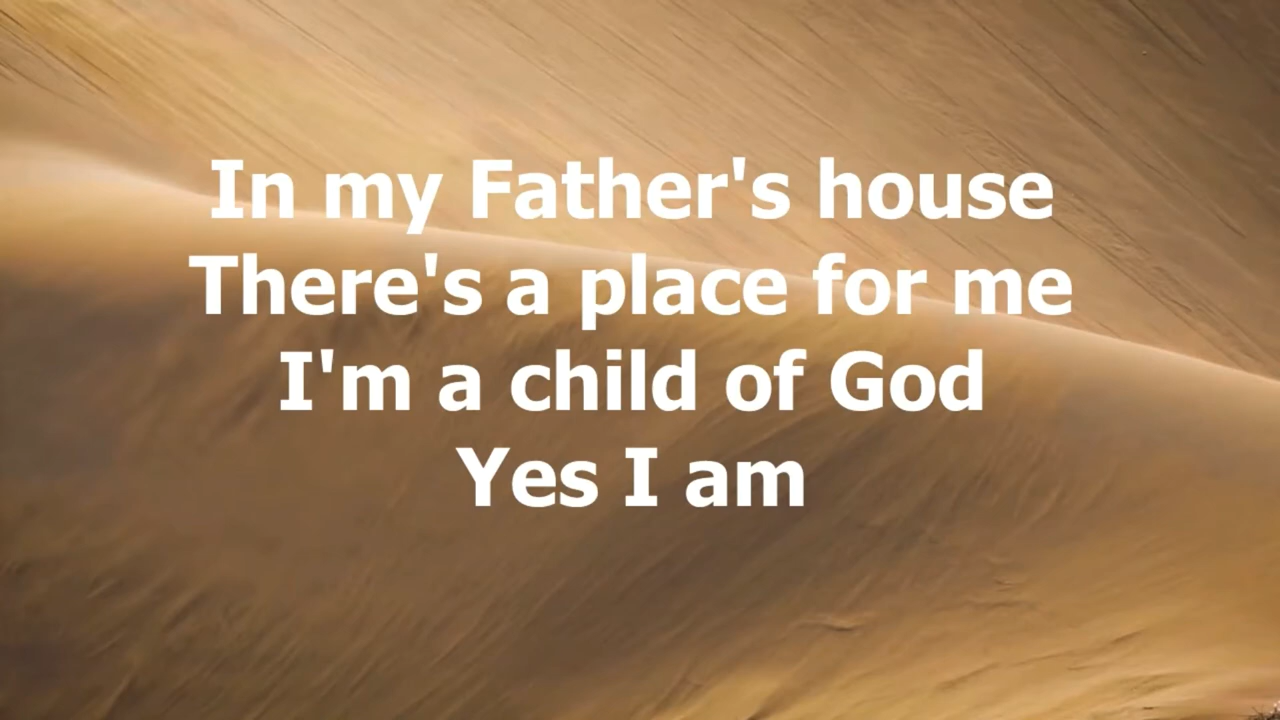 In my Father's house
There's a place for me
I'm a child of God
Yes I am